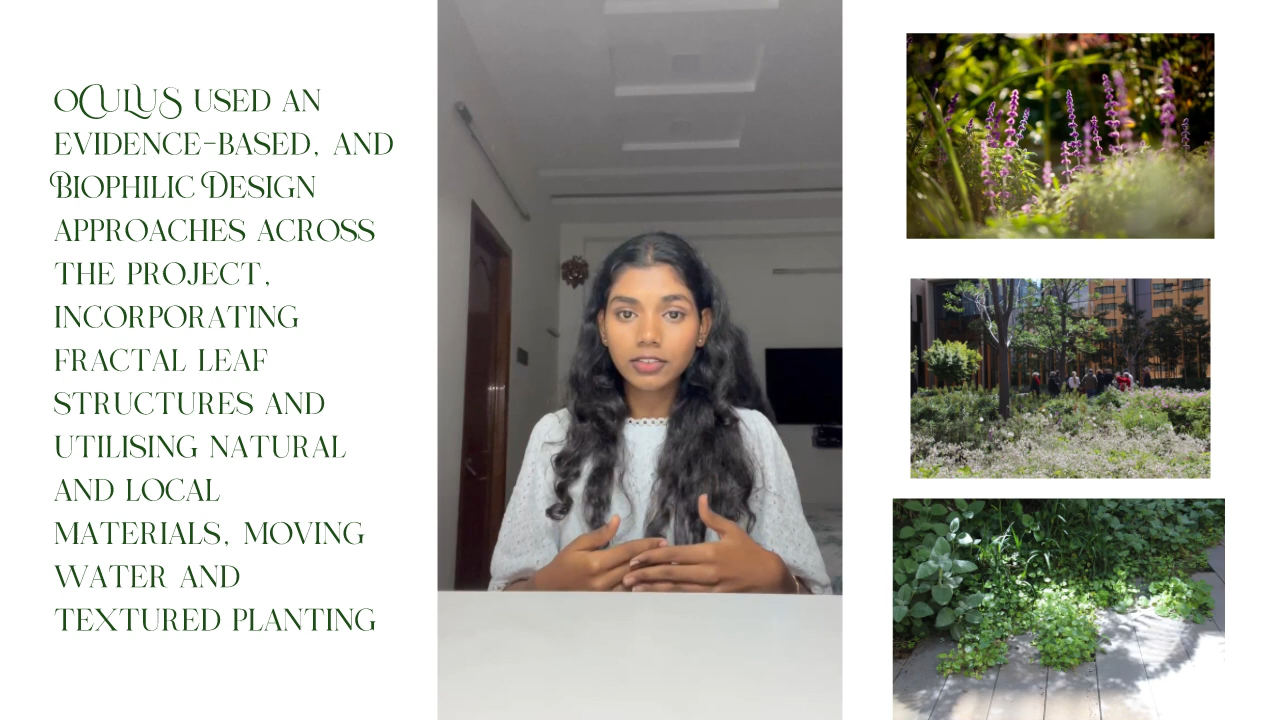 OCULUS USED AN
EVIDENCE-BASED, AND
BIOPHILIC DESIGN
APPROACHES ACROSS
THE PROJECT,
INCORPORATING
FRACTAL LEAF
STRUCTURES AND
UTILISING NATURAL
AND LOCAL
MATERIALS, MOVING
WATER AND
TEXTURED PLANTING